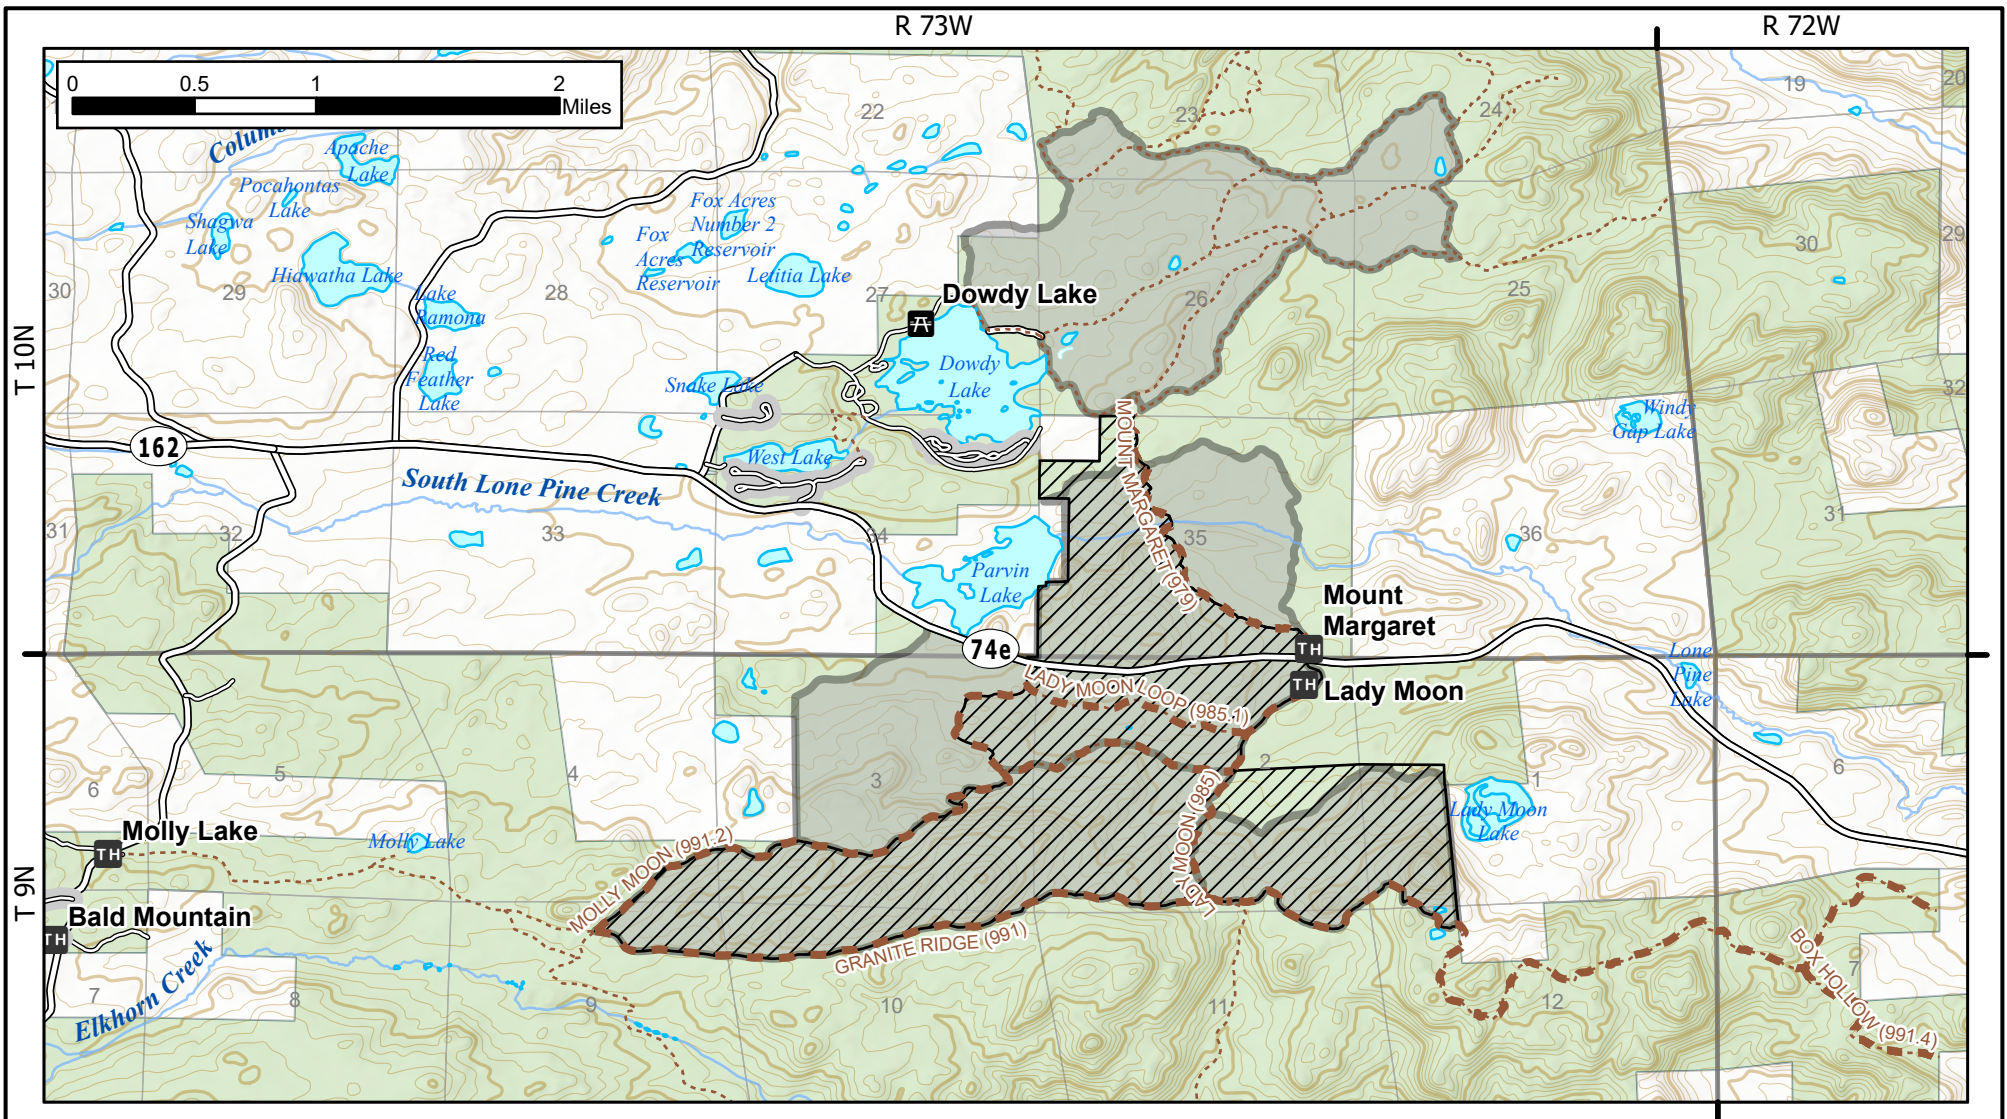 R 73W
R 72W
0
0.5
1
2
Miles
22
23
24
19
20
Apache
Lake
Pocahontas
Lake
Shagwa
Lake
Hiawatha Lake
Fox Acres
Number 2
Reservoir
Fox
Acres
Reservoir
Letitia Lake
30
29
28
27
26
25
30
29
Lake
Ramona
Dowdy Lake
T 10N
Red
Feather
Lake
Snake Lake
Dowdy
Lake
32
Windy
Gap Lake
MOUNT MARGARET (979)
162
West Lake
South Lone Pine Creek
31
32
33
34
35
36
31
Parvin
Lake
Mount
Margaret
TH
74e
Lone
Pine
Lake
LADY MOON LOOP (985.1)
TH
Lady Moon
6
5
4
3
2
1
6
Lady Moon
Lake
LADY MOON (985)
Molly Lake
TH
Molly Lake
MOLLY MOON (991.2)
T 9N
Bald Mountain
TH
GRANITE RIDGE (991)
BOX HOLLOW (991.4)
Elkhorn Creek
7
8
9
10
11
12
7